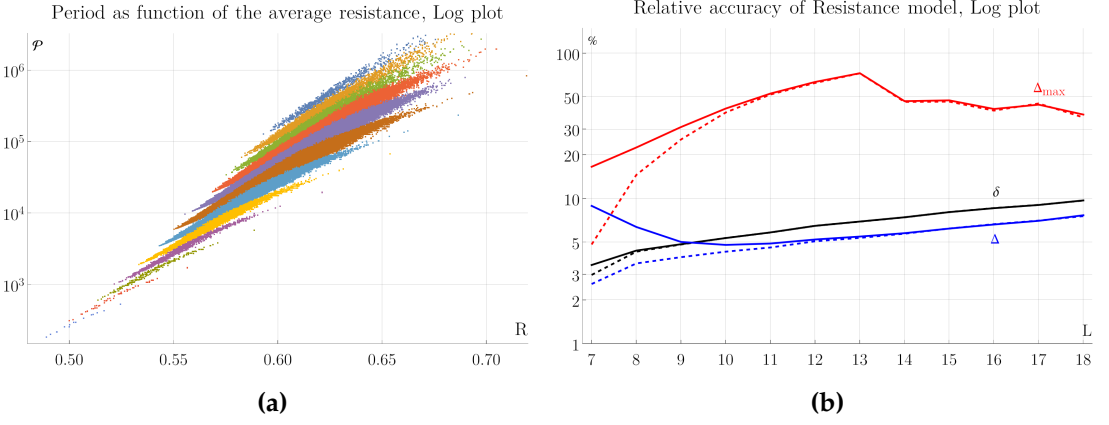 Period as function of the average resistance, Log plot
𝒫
10⁶
10⁵
10⁴
10³
R
0.50 0.55 0.60 0.65 0.70
(a)
Relative accuracy of Resistance model, Log plot
%
100
50
30
20
10
5
3
2
1
Δmax
δ
Δ
L
7 8 9 10 11 12 13 14 15 16 17 18
(b)